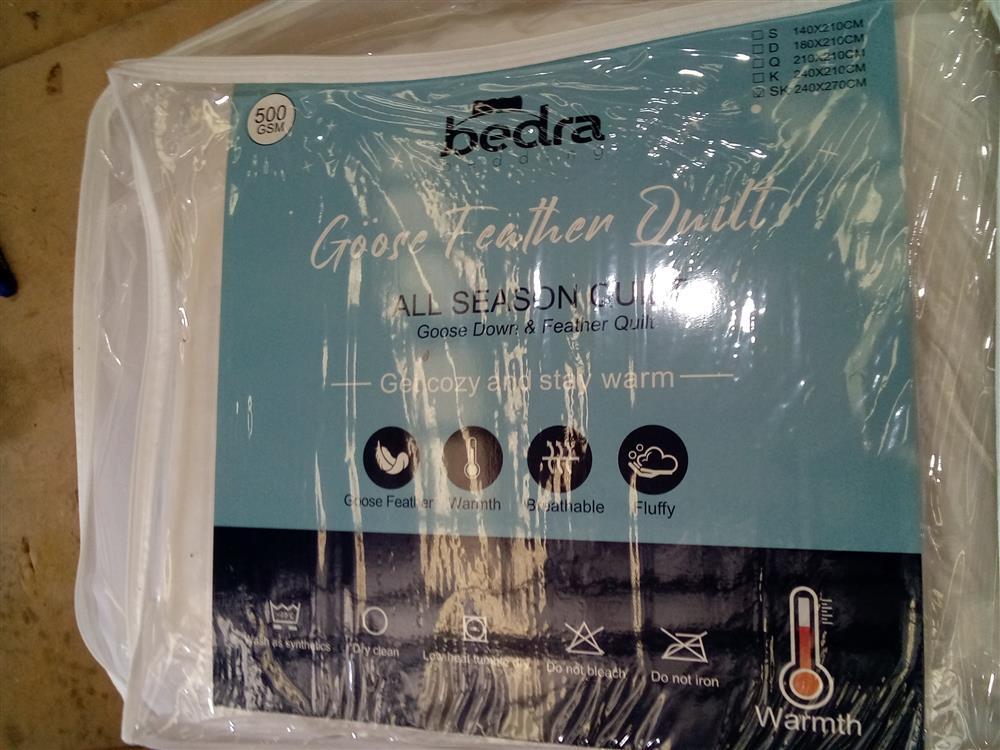 500
GSM
S 140X210CM
D 180X210CM
Q 210X210CM
K 240X210CM
SK 240X270CM
bedra
bedding
Goose Feather Quilt
ALL SEASON QUILT
Goose Down & Feather Quilt
Get cozy and stay warm
Goose Feather Warmth Breathable Fluffy
Wash as synthetics Dry clean Low heat tumble dry Do not bleach Do not iron
Warmth